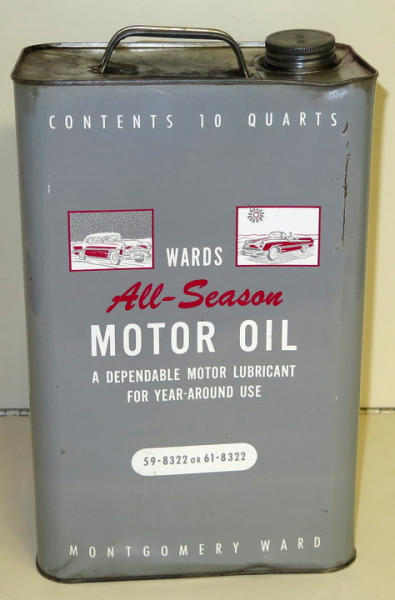 CONTENTS 10 QUARTS
WARDS
All-Season
MOTOR OIL
A DEPENDABLE MOTOR LUBRICANT
FOR YEAR-AROUND USE
59-8322 OR 61-8322
MONTGOMERY WARD